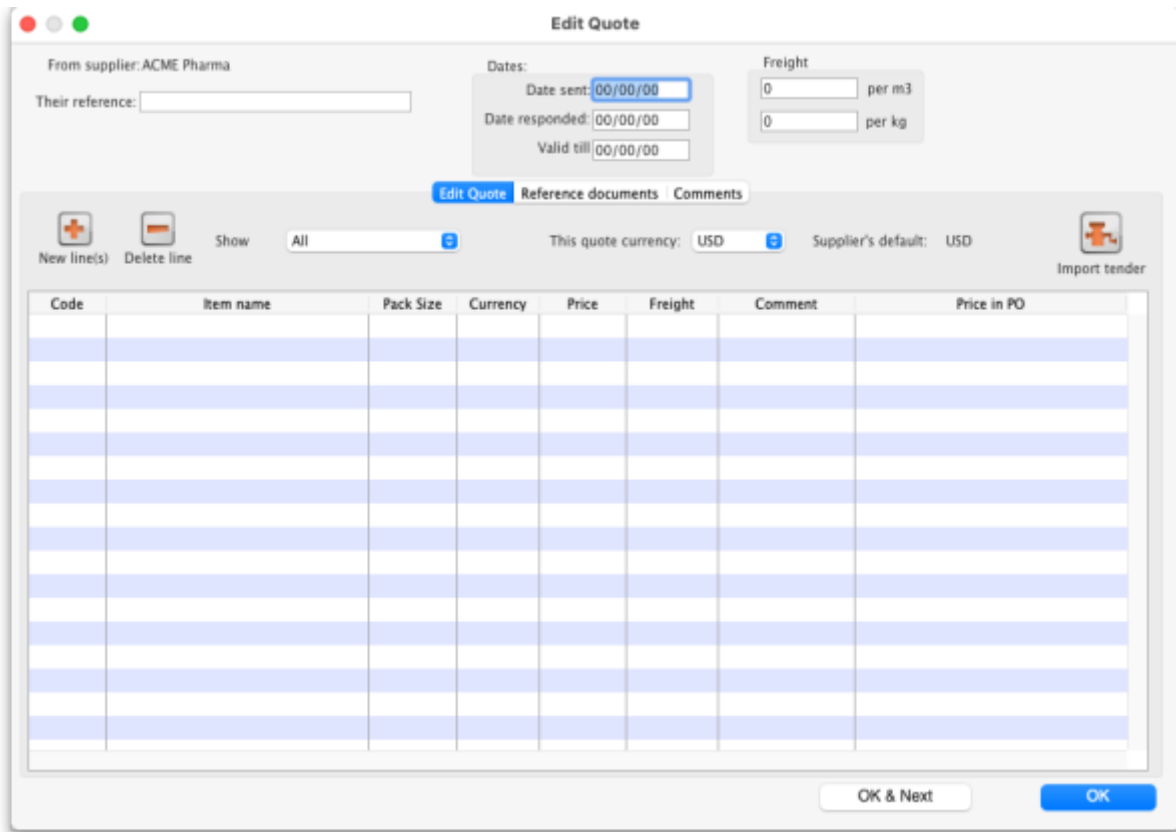 Edit Quote
From supplier: ACME Pharma
Their reference:
Dates:
Date sent: 00/00/00
Date responded: 00/00/00
Valid till 00/00/00
Freight
0 per m3
0 per kg
Edit Quote Reference documents Comments
New line(s) Delete line Show All This quote currency: USD Supplier's default: USD Import tender
Code Item name Pack Size Currency Price Freight Comment Price in PO
OK & Next OK